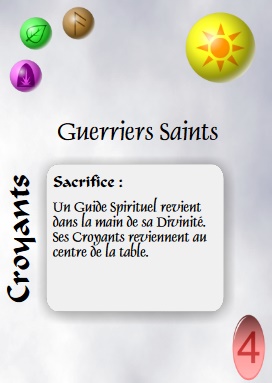 Guerriers Saints
Croyants
Sacrifice :
Un Guide Spirituel revient
dans la main de sa Divinité.
Ses Croyants reviennent au
centre de la table.
4